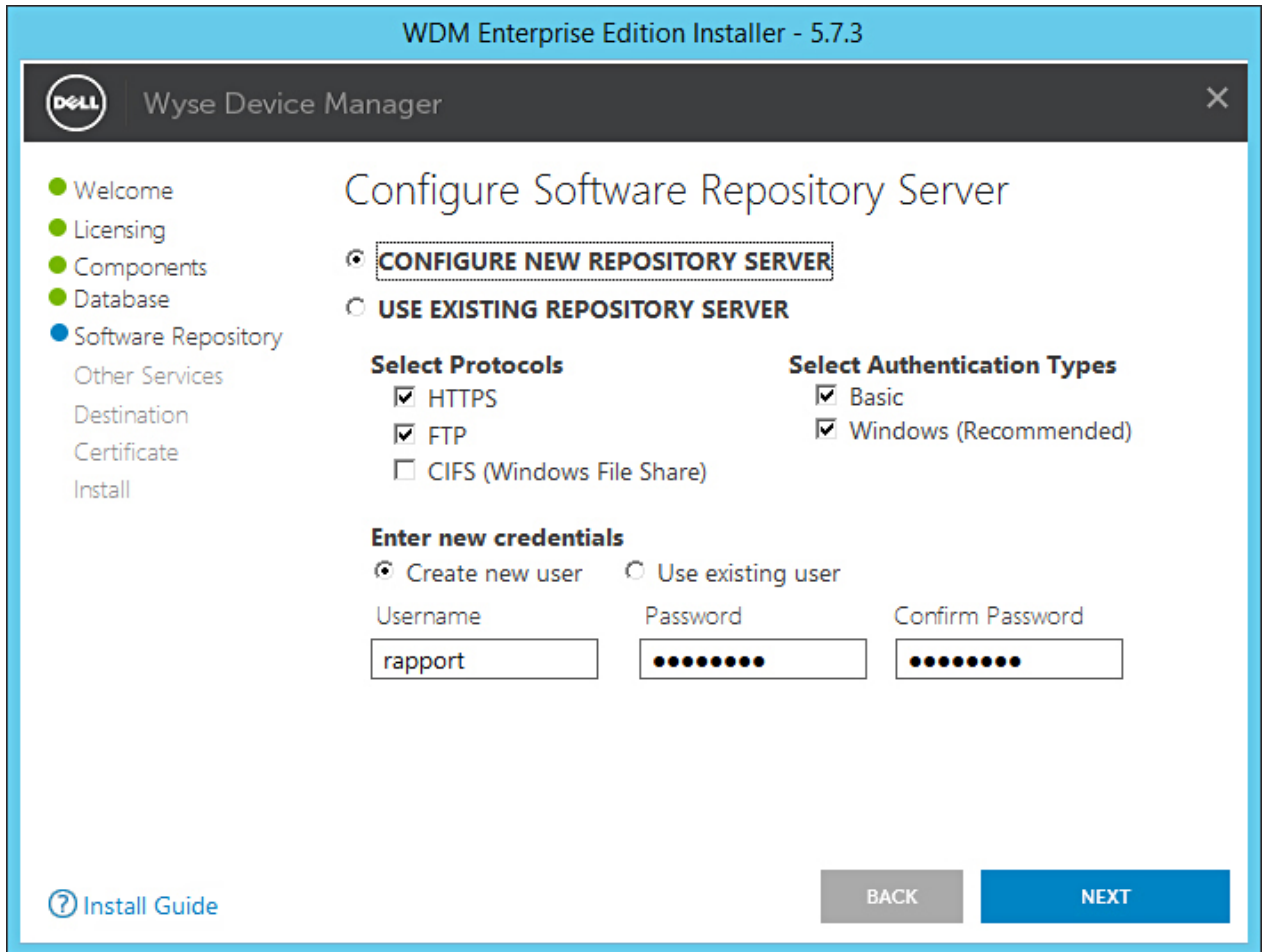 WDM Enterprise Edition Installer - 5.7.3
DELL
Wyse Device Manager
Welcome
Licensing
Components
Database
Software Repository
Other Services
Destination
Certificate
Install
Configure Software Repository Server
CONFIGURE NEW REPOSITORY SERVER
USE EXISTING REPOSITORY SERVER
Select Protocols
HTTPS
FTP
CIFS (Windows File Share)
Select Authentication Types
Basic
Windows (Recommended)
Enter new credentials
Create new user Use existing user
Username Password Confirm Password
rapport ●●●●●●●● ●●●●●●●●
? Install Guide
BACK NEXT